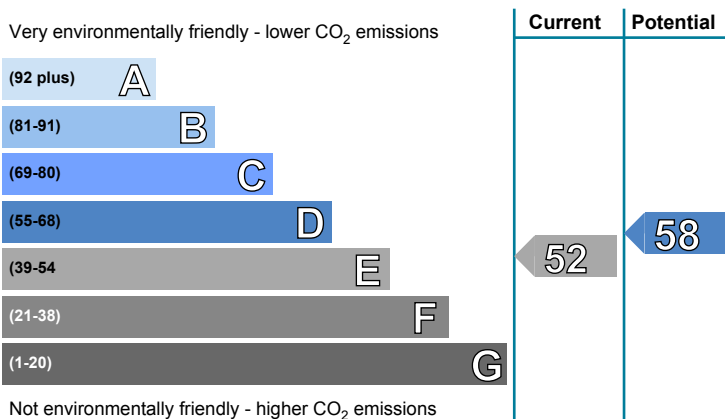 Very environmentally friendly - lower CO2 emissions
Current
Potential
(92 plus) A
(81-91) B
(69-80) C
(55-68) D
(39-54 E
(21-38) F
(1-20) G
52
58
Not environmentally friendly - higher CO2 emissions